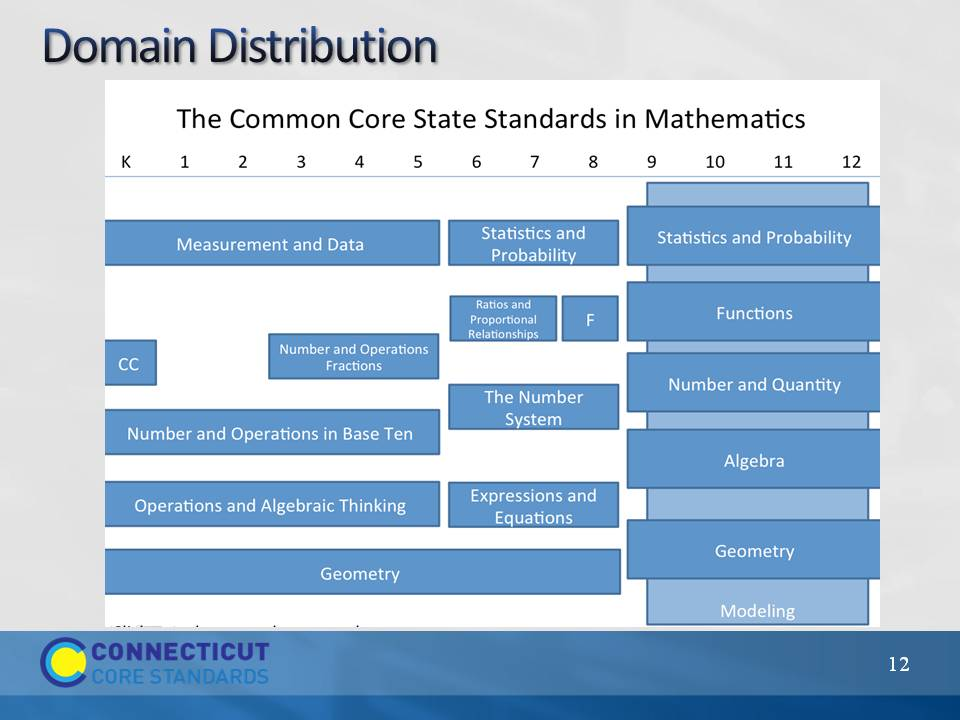 Domain Distribution
The Common Core State Standards in Mathematics
K 1 2 3 4 5 6 7 8 9 10 11 12
Measurement and Data
Statistics and
Probability
Statistics and Probability
Ratios and
Proportional
Relationships
F
Functions
CC
Number and Operations
Fractions
The Number
System
Number and Quantity
Number and Operations in Base Ten
Algebra
Operations and Algebraic Thinking
Expressions and
Equations
Geometry
Geometry
Modeling
CONNECTICUT
CORE STANDARDS
12